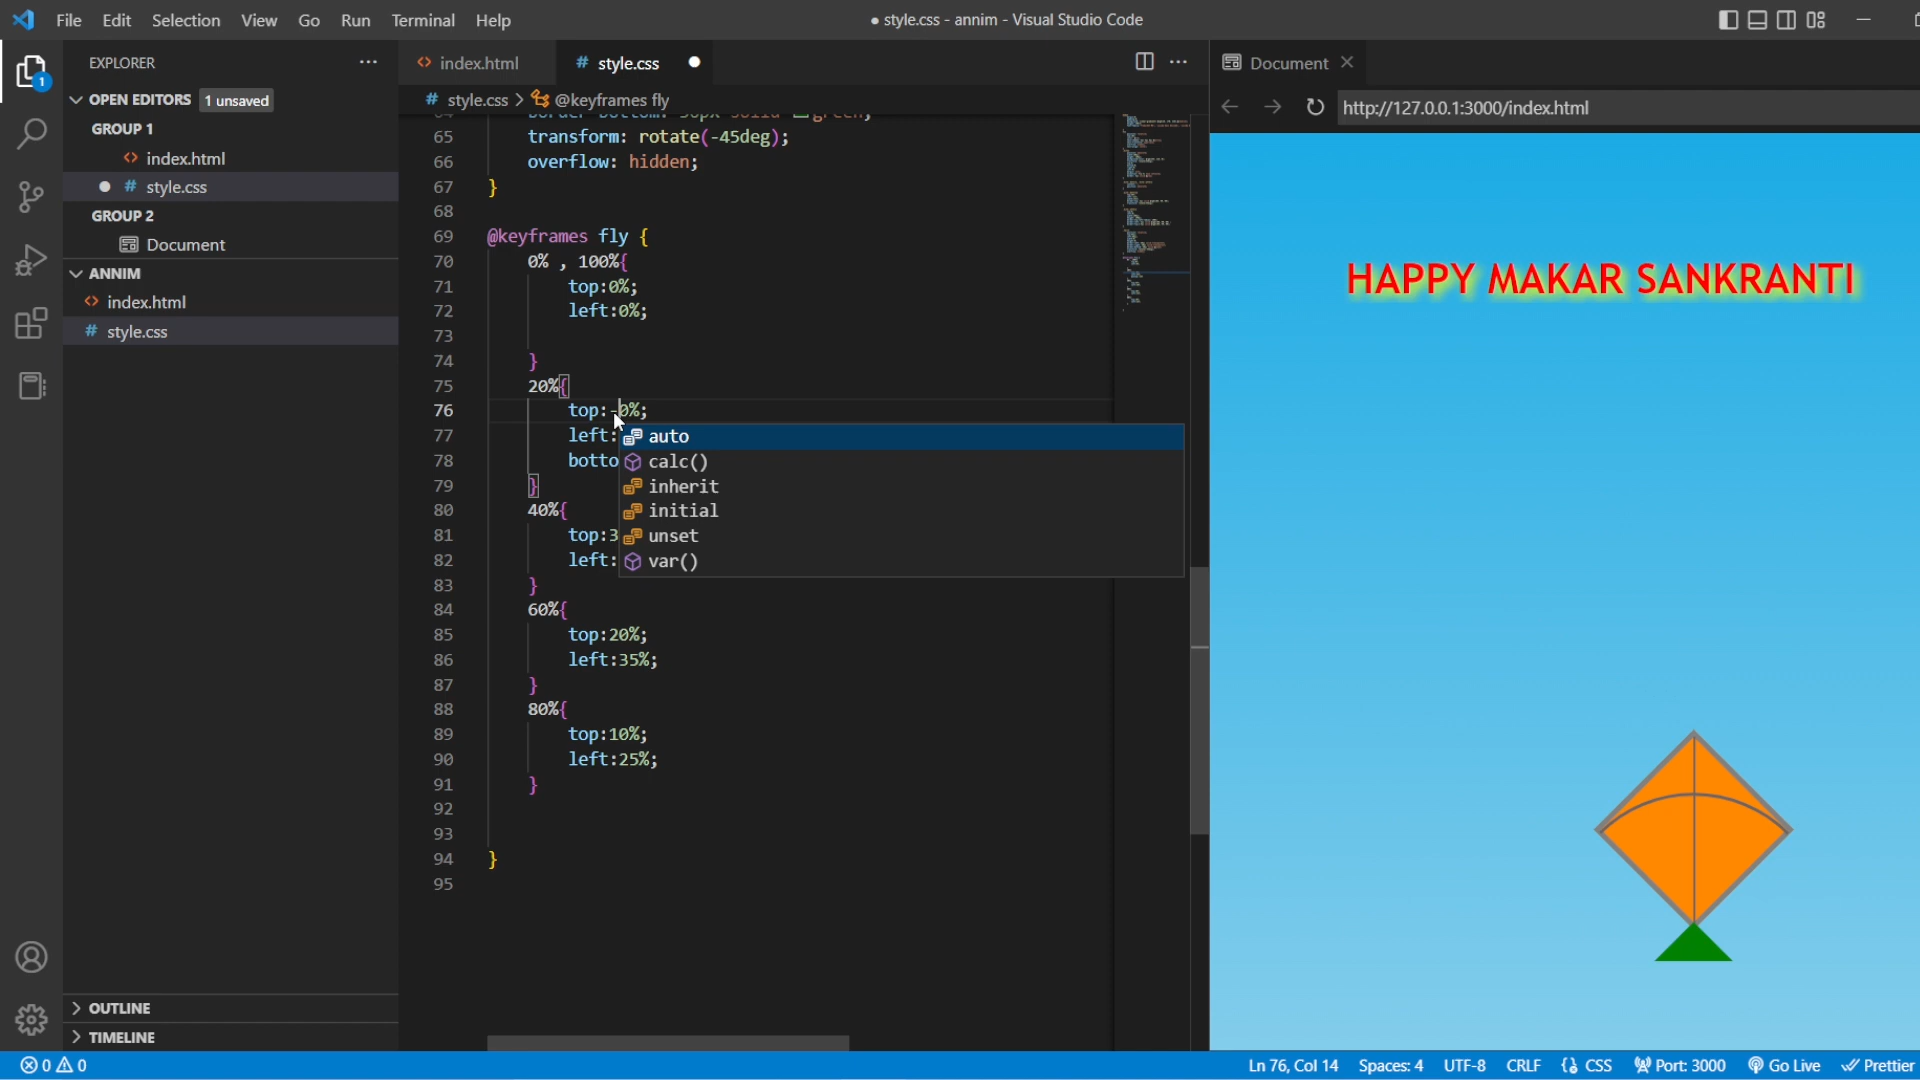 File Edit Selection View Go Run Terminal Help
● style.css - annim - Visual Studio Code
EXPLORER
1
OPEN EDITORS 1 unsaved
GROUP 1
<> index.html
● # style.css
GROUP 2
Document
ANNIM
<> index.html
# style.css
OUTLINE
TIMELINE
<> index.html # style.css ●
# style.css > @keyframes fly
65 transform: rotate(-45deg);
66 overflow: hidden;
67 }
68
69 @keyframes fly {
70 0% , 100%{
71 top:0%;
72 left:0%;
73
74 }
75 20%{
76 top:-0%;
77 left:
78 botto
79 }
80 40%{
81 top:3
82 left:
83 }
84 60%{
85 top:20%;
86 left:35%;
87 }
88 80%{
89 top:10%;
90 left:25%;
91 }
92
93
94 }
95
auto
calc()
inherit
initial
unset
var()
Document
http://127.0.0.1:3000/index.html
HAPPY MAKAR SANKRANTI
0 0
Ln 76, Col 14 Spaces: 4 UTF-8 CRLF {} CSS Port: 3000 Go Live Prettier